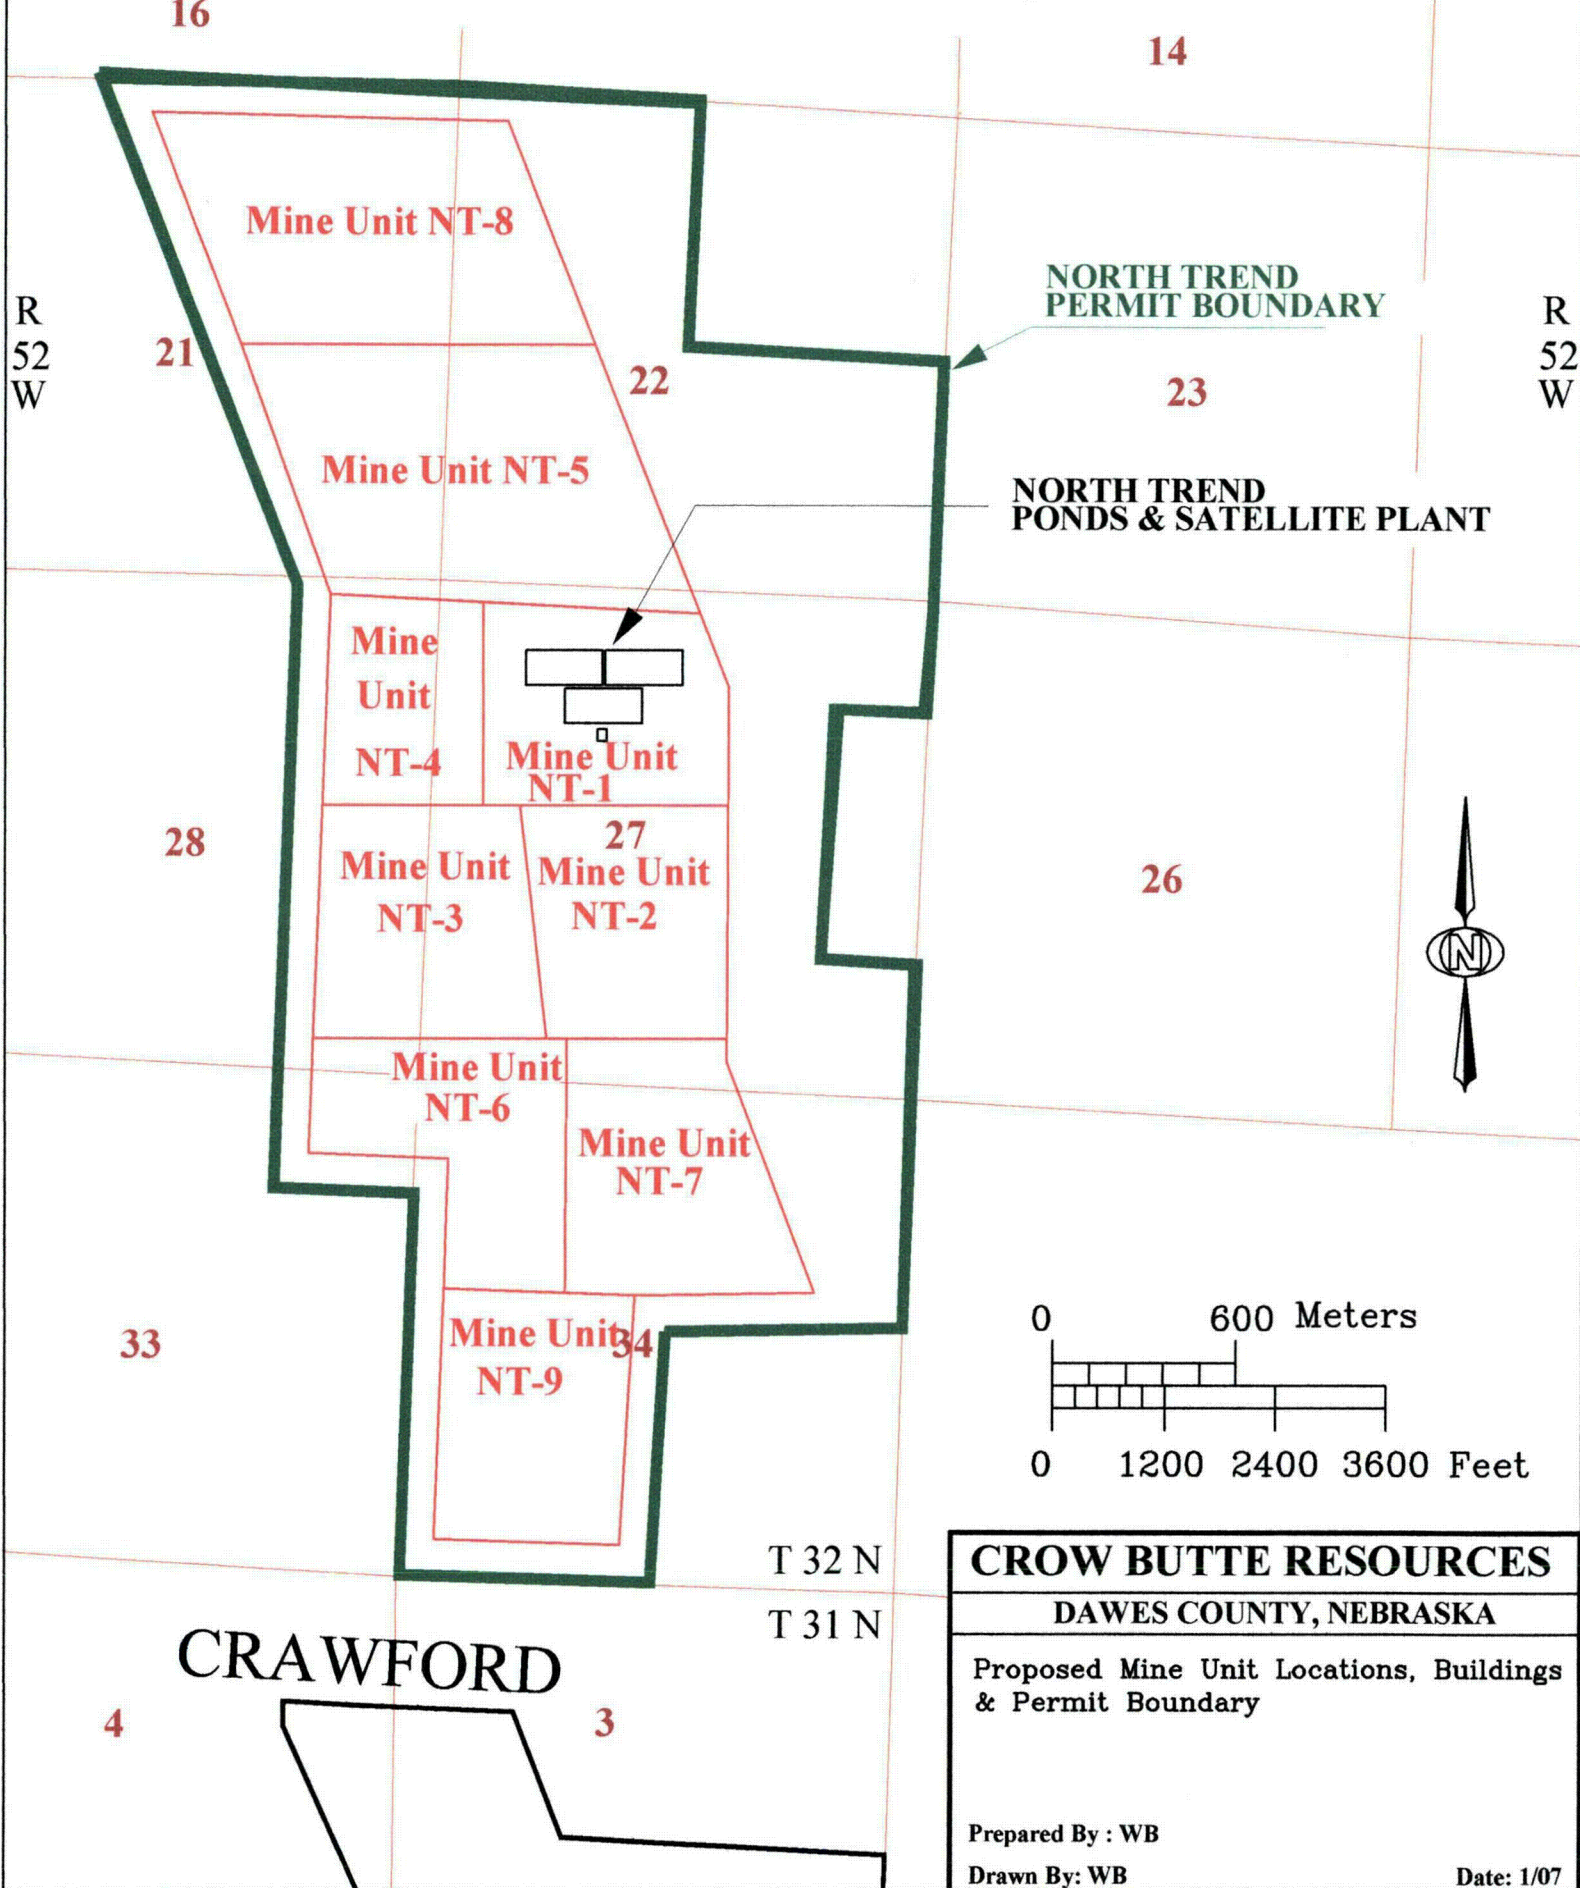 16
14
Mine Unit NT-8
NORTH TREND
PERMIT BOUNDARY
R
52
W
R
52
W
21
22
23
Mine Unit NT-5
NORTH TREND
PONDS & SATELLITE PLANT
Mine
Unit
NT-4
Mine Unit
NT-1
28
27
26
Mine Unit
NT-3
Mine Unit
NT-2
N
Mine Unit
NT-6
Mine Unit
NT-7
33
34
Mine Unit
NT-9
0 600 Meters
0 1200 2400 3600 Feet
T 32 N
T 31 N
CRAWFORD
4
3
CROW BUTTE RESOURCES
DAWES COUNTY, NEBRASKA
Proposed Mine Unit Locations, Buildings
& Permit Boundary
Prepared By : WB
Drawn By: WB
Date: 1/07